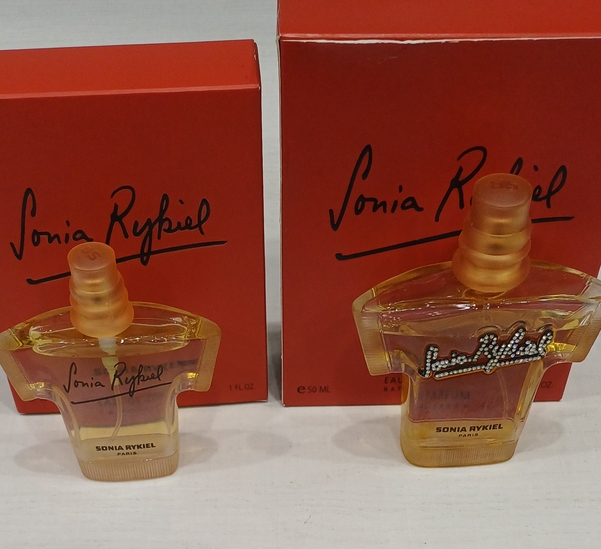 Sonia Rykiel
Sonia Rykiel
SONIA RYKIEL
PARIS
1 FL OZ
Sonia Rykiel
Sonia Rykiel
SONIA RYKIEL
PARIS
e 50 ML
EAU
OZ